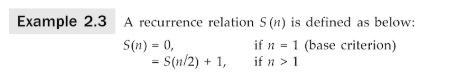 Example 2.3 A recurrence relation S(n) is defined as below:
S(n) = 0, if n = 1 (base criterion)
= S(n/2) + 1, if n > 1